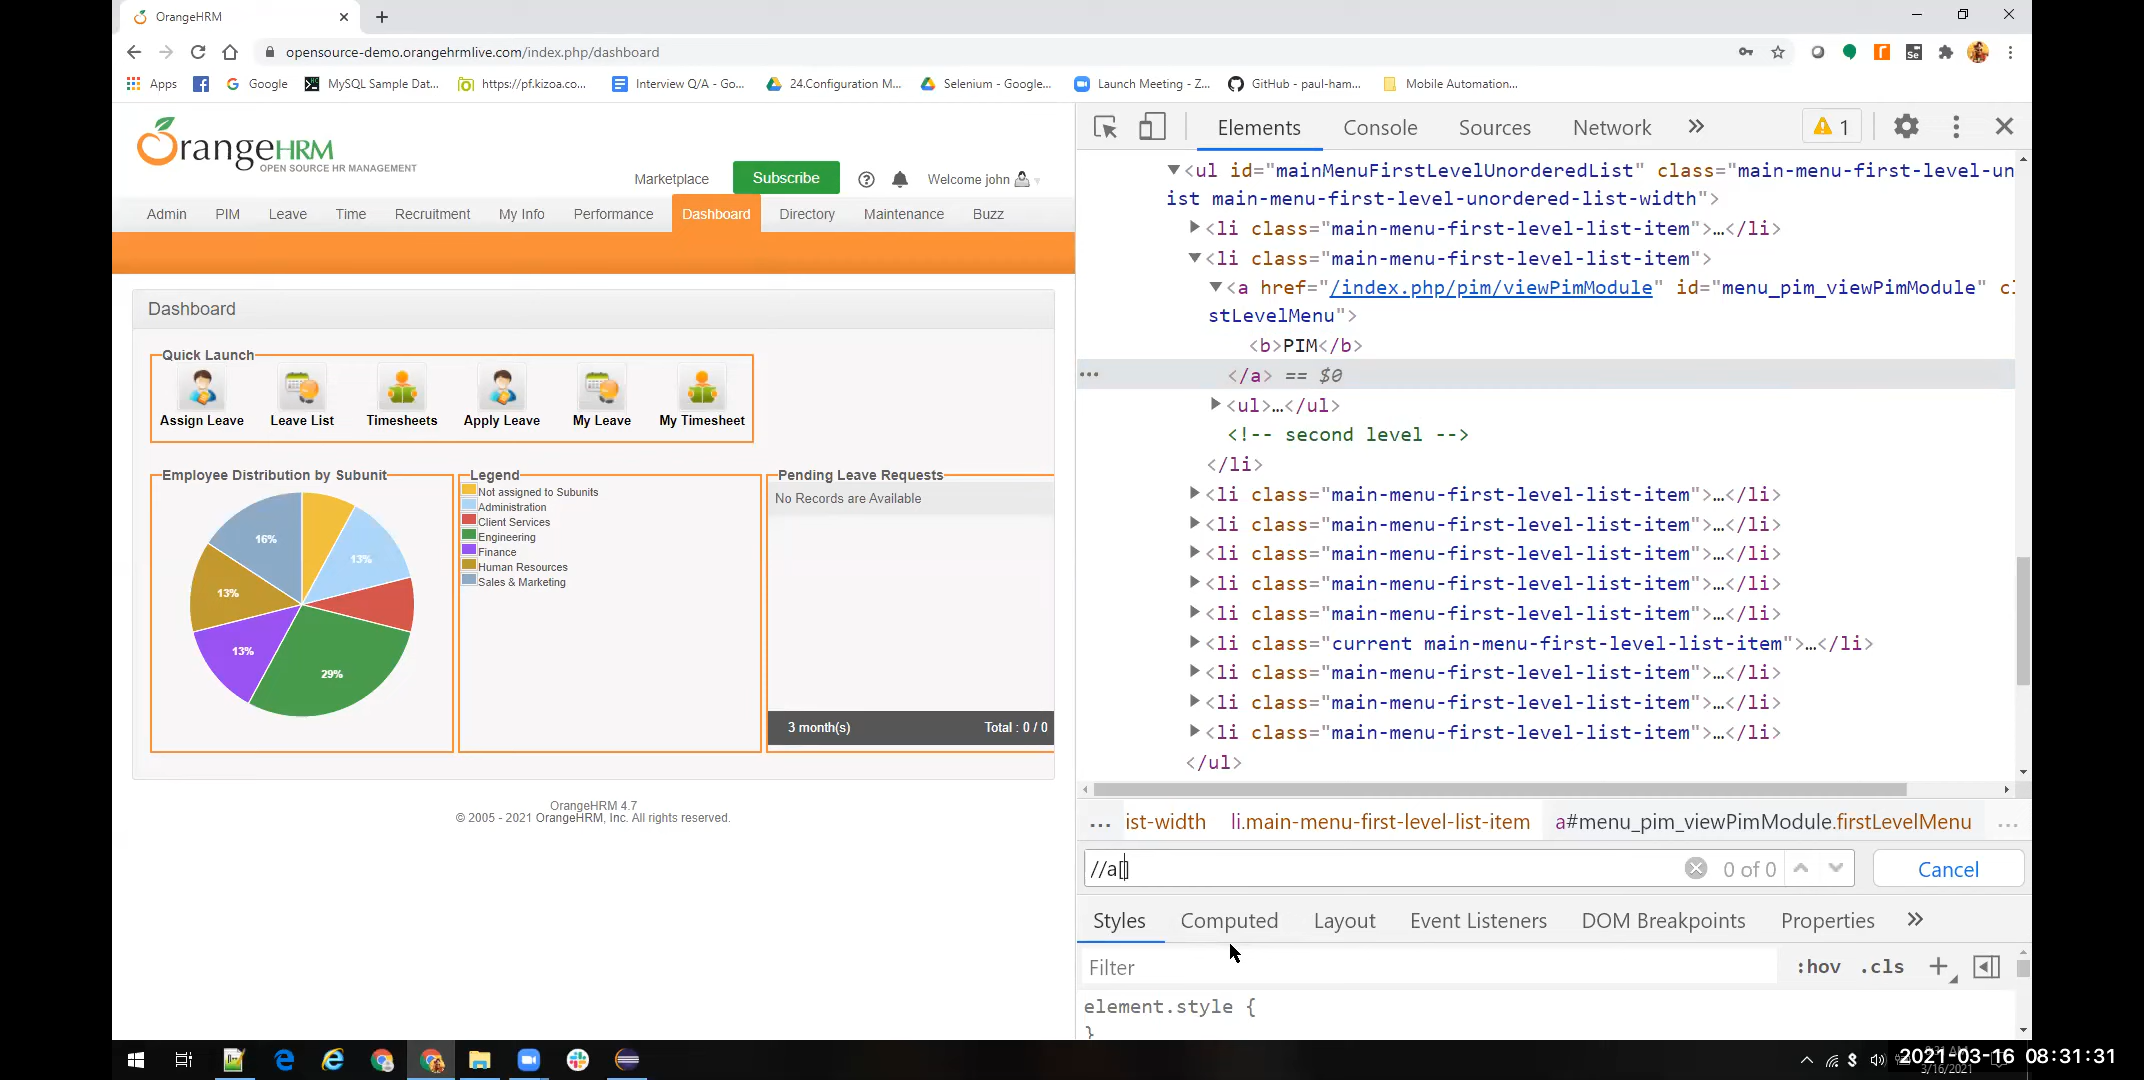 OrangeHRM
opensource-demo.orangehrmlive.com/index.php/dashboard
Apps
Google
MySQL Sample Dat...
https://pf.kizoa.co...
Interview Q/A - Go...
24.Configuration M...
Selenium - Google...
Launch Meeting - Z...
GitHub - paul-ham...
Mobile Automation...
OrangeHRM
OPEN SOURCE HR MANAGEMENT
Marketplace
Subscribe
Welcome john
Admin
PIM
Leave
Time
Recruitment
My Info
Performance
Dashboard
Directory
Maintenance
Buzz
Dashboard
Quick Launch
Assign Leave
Leave List
Timesheets
Apply Leave
My Leave
My Timesheet
Employee Distribution by Subunit
16%
13%
13%
13%
29%
Legend
Not assigned to Subunits
Administration
Client Services
Engineering
Finance
Human Resources
Sales & Marketing
Pending Leave Requests
No Records are Available
3 month(s)
Total : 0 / 0
OrangeHRM 4.7
© 2005 - 2021 OrangeHRM, Inc. All rights reserved.
Elements
Console
Sources
Network
1
<ul id="mainMenuFirstLevelUnorderedList" class="main-menu-first-level-un
ist main-menu-first-level-unordered-list-width">
<li class="main-menu-first-level-list-item">…</li>
<li class="main-menu-first-level-list-item">
<a href="/index.php/pim/viewPimModule" id="menu_pim_viewPimModule" cl
stLevelMenu">
<b>PIM</b>
</a> == $0
<ul>…</ul>
<!-- second level -->
</li>
<li class="main-menu-first-level-list-item">…</li>
<li class="main-menu-first-level-list-item">…</li>
<li class="main-menu-first-level-list-item">…</li>
<li class="main-menu-first-level-list-item">…</li>
<li class="main-menu-first-level-list-item">…</li>
<li class="current main-menu-first-level-list-item">…</li>
<li class="main-menu-first-level-list-item">…</li>
<li class="main-menu-first-level-list-item">…</li>
<li class="main-menu-first-level-list-item">…</li>
</ul>
... ist-width li.main-menu-first-level-list-item a#menu_pim_viewPimModule.firstLevelMenu ...
//a[]
0 of 0
Cancel
Styles
Computed
Layout
Event Listeners
DOM Breakpoints
Properties
Filter
:hov
.cls
element.style {
}
2021-03-16 08:31:31
3/16/2021